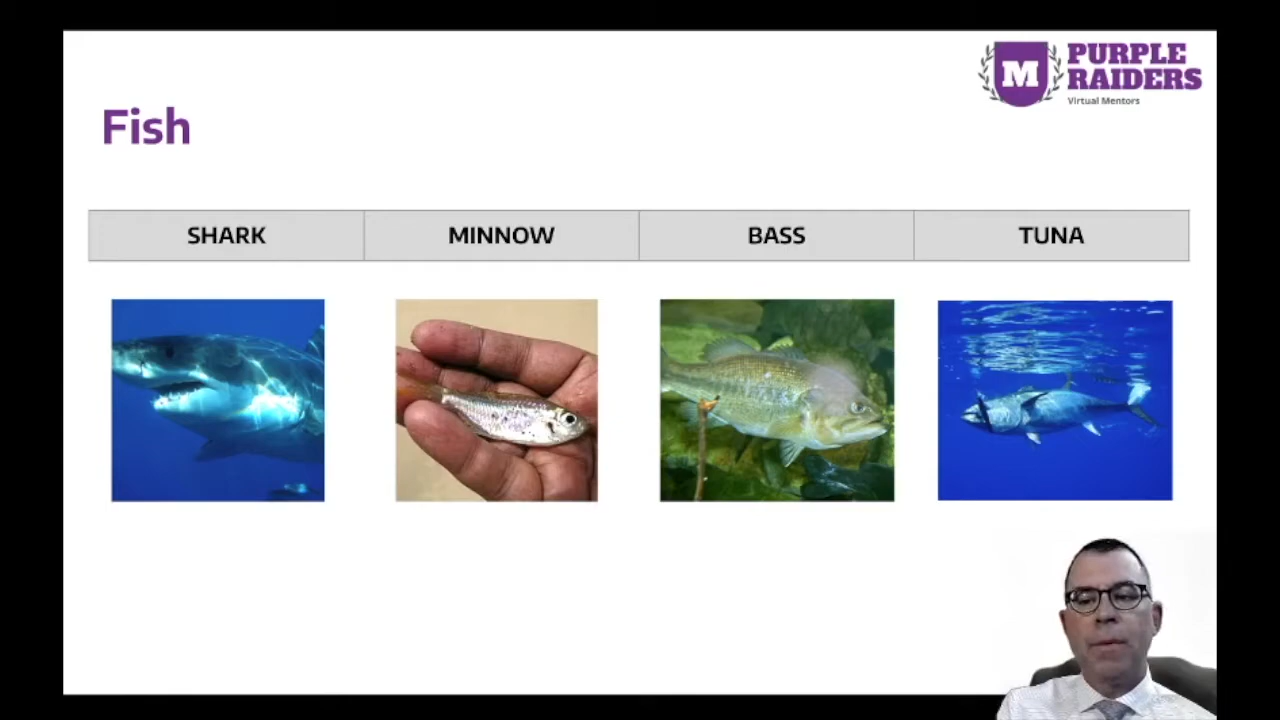 M
PURPLE
RAIDERS
Virtual Mentors
Fish
SHARK
MINNOW
BASS
TUNA